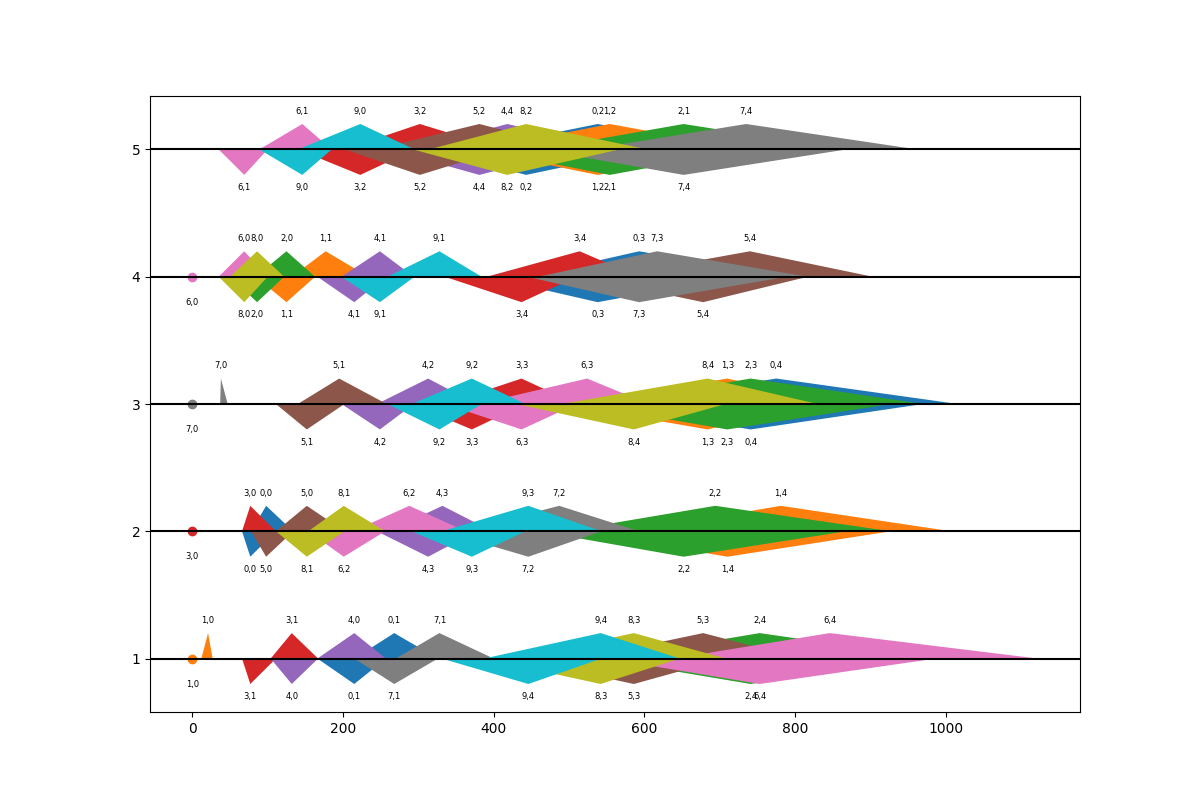 6,1 9,0 3,2 5,2 4,4 8,2 0,2 1,2 2,1 7,4
5
6,1 9,0 3,2 5,2 4,4 8,2 0,2 1,2 2,1 7,4
6,0 8,0 2,0 1,1 4,1 9,1 3,4 0,3 7,3 5,4
4
6,0 8,0 2,0 1,1 4,1 9,1 3,4 0,3 7,3 5,4
7,0 5,1 4,2 9,2 3,3 6,3 8,4 1,3 2,3 0,4
3
7,0 5,1 4,2 9,2 3,3 6,3 8,4 1,3 2,3 0,4
3,0 0,0 5,0 8,1 6,2 4,3 9,3 7,2 2,2 1,4
2
3,0 0,0 5,0 8,1 6,2 4,3 9,3 7,2 2,2 1,4
1,0 3,1 4,0 0,1 7,1 9,4 8,3 5,3 2,4 6,4
1
1,0 3,1 4,0 0,1 7,1 9,4 8,3 5,3 2,4 6,4
0 200 400 600 800 1000